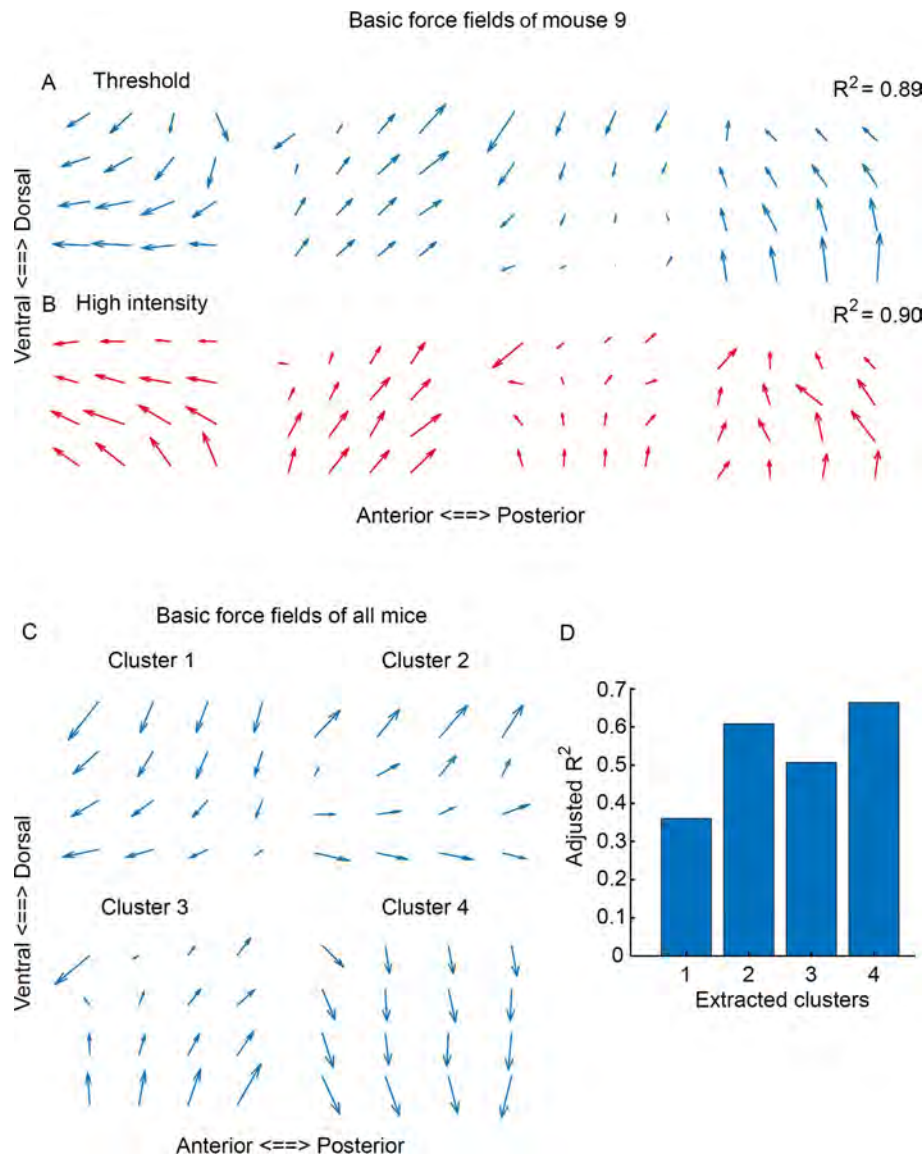 Basic force fields of mouse 9
A Threshold R² = 0.89
B High intensity R² = 0.90
Ventral <==> Dorsal
Anterior <==> Posterior
Basic force fields of all mice
C
Cluster 1 Cluster 2
Cluster 3 Cluster 4
Ventral <==> Dorsal
Anterior <==> Posterior
D
Adjusted R²
0.7
0.6
0.5
0.4
0.3
0.2
0.1
0
1 2 3 4
Extracted clusters